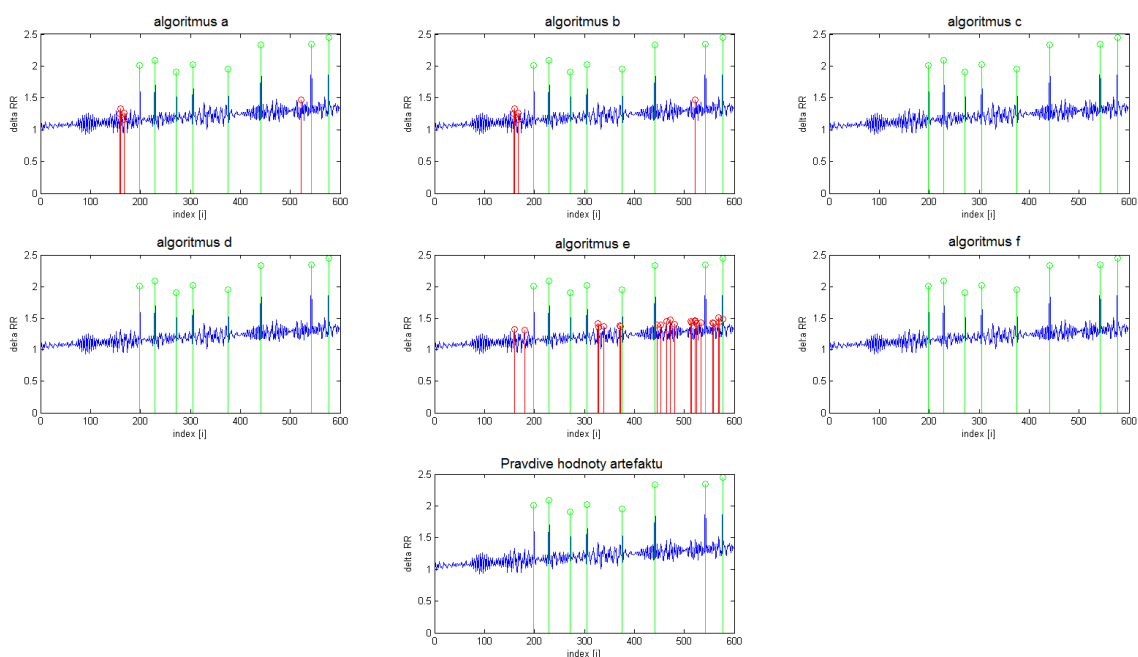 algoritmus a
algoritmus b
algoritmus c
2.5
2
1.5
1
0.5
0
delta RR
0 100 200 300 400 500 600
index [i]
2.5
2
1.5
1
0.5
0
delta RR
0 100 200 300 400 500 600
index [i]
2.5
2
1.5
1
0.5
0
delta RR
0 100 200 300 400 500 600
index [i]
algoritmus d
algoritmus e
algoritmus f
2.5
2
1.5
1
0.5
0
delta RR
0 100 200 300 400 500 600
index [i]
2.5
2
1.5
1
0.5
0
delta RR
0 100 200 300 400 500 600
index [i]
2.5
2
1.5
1
0.5
0
delta RR
0 100 200 300 400 500 600
index [i]
Pravdive hodnoty artefaktu
2.5
2
1.5
1
0.5
0
delta RR
0 100 200 300 400 500 600
index [i]